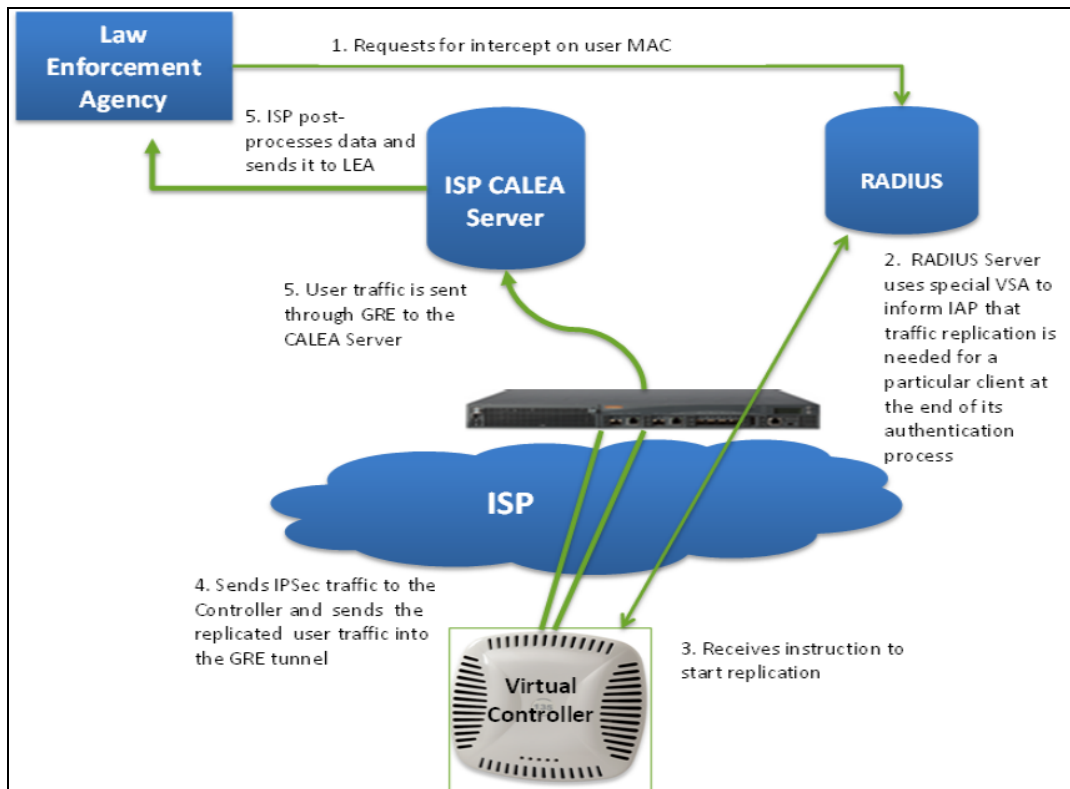 Law
Enforcement
Agency
1. Requests for intercept on user MAC
5. ISP post-
processes data and
sends it to LEA
ISP CALEA
Server
RADIUS
2. RADIUS Server
uses special VSA to
inform IAP that
traffic replication is
needed for a
particular client at
the end of its
authentication
process
5. User traffic is sent
through GRE to the
CALEA Server
ISP
4. Sends IPSec traffic to the
Controller and sends the
replicated user traffic into
the GRE tunnel
3. Receives instruction to
start replication
Virtual
Controller